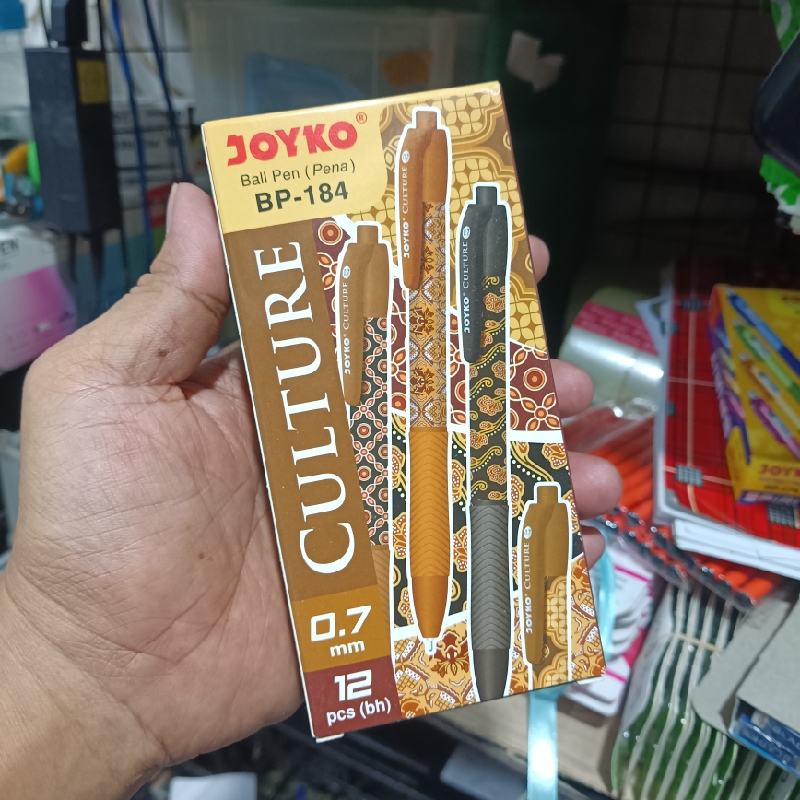 JOYKO®
Ball Pen (Pena)
BP-184
CULTURE
0.7
mm
12
pcs (bh)
JOYKO® CULTURE
JOYKO® CULTURE
JOYKO® CULTURE
JOYKO® CULTURE
JOYKO